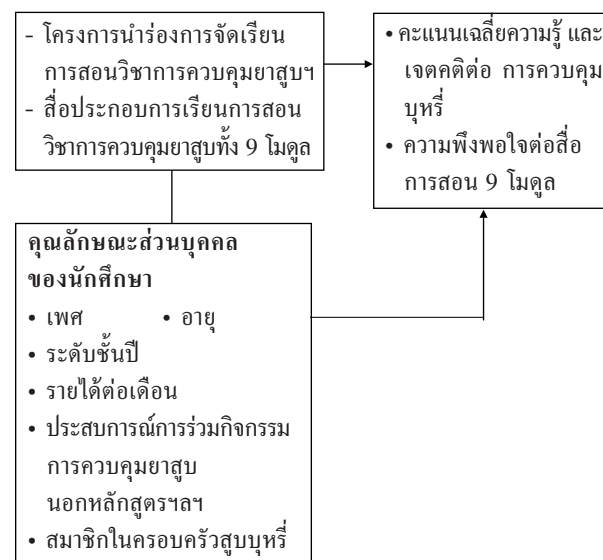 - โครงการนำร่องการจัดเรียน
การสอนวิชาการควบคุมยาสูบฯ
- สื่อประกอบการเรียนการสอน
วิชาการควบคุมยาสูบทั้ง 9 โมดูล
• คะแนนเฉลี่ยความรู้ และ
เจตคติต่อ การควบคุม
บุหรี่
• ความพึงพอใจต่อสื่อ
การสอน 9 โมดูล
คุณลักษณะส่วนบุคคล
ของนักศึกษา
• เพศ • อายุ
• ระดับชั้นปี
• รายได้ต่อเดือน
• ประสบการณ์การร่วมกิจกรรม
การควบคุมยาสูบ
นอกหลักสูตรฯลฯ
• สมาชิกในครอบครัวสูบบุหรี่